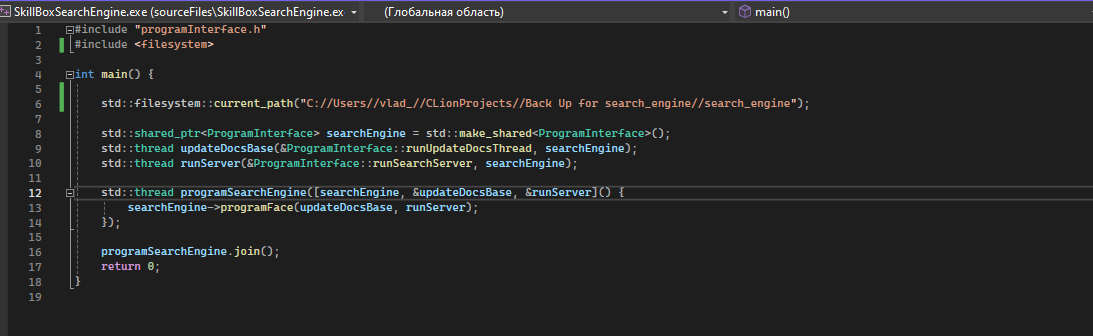 SkillBoxSearchEngine.exe (sourceFiles\SkillBoxSearchEngine.ex (Глобальная область) main()
1 #include "programInterface.h"
2 #include <filesystem>
3
4 int main() {
5
6 std::filesystem::current_path("C://Users//vlad_//CLionProjects//Back Up for search_engine//search_engine");
7
8 std::shared_ptr<ProgramInterface> searchEngine = std::make_shared<ProgramInterface>();
9 std::thread updateDocsBase(&ProgramInterface::runUpdateDocsThread, searchEngine);
10 std::thread runServer(&ProgramInterface::runSearchServer, searchEngine);
11
12 std::thread programSearchEngine([searchEngine, &updateDocsBase, &runServer]() {
13 searchEngine->programFace(updateDocsBase, runServer);
14 });
15
16 programSearchEngine.join();
17 return 0;
18 }
19